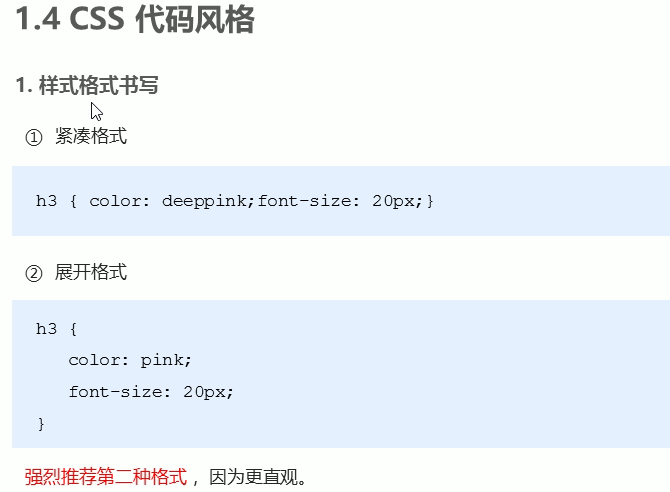 1.4 CSS 代码风格
1. 样式格式书写
① 紧凑格式
h3 { color: deeppink;font-size: 20px;}
② 展开格式
h3 {
color: pink;
font-size: 20px;
}
强烈推荐第二种格式，因为更直观。